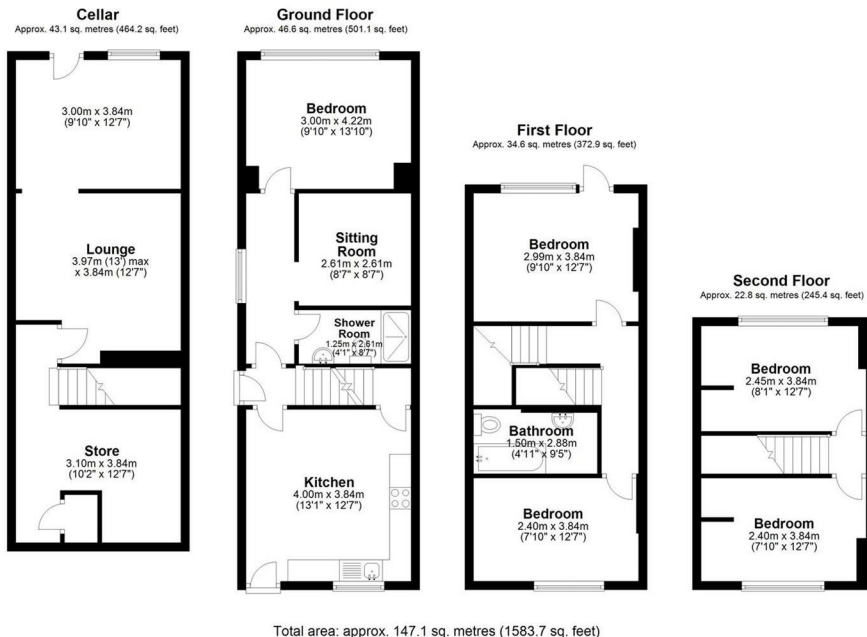 Cellar
Approx. 43.1 sq. metres (464.2 sq. feet)
3.00m x 3.84m
(9'10" x 12'7")
Lounge
3.97m (13') max
x 3.84m (12'7")
Store
3.10m x 3.84m
(10'2" x 12'7")
Ground Floor
Approx. 46.6 sq. metres (501.1 sq. feet)
Bedroom
3.00m x 4.22m
(9'10" x 13'10")
Sitting
Room
2.61m x 2.61m
(8'7" x 8'7")
Shower
Room
1.25m x 2.61m
(4'1" x 8'7")
Kitchen
4.00m x 3.84m
(13'1" x 12'7")
First Floor
Approx. 34.6 sq. metres (372.9 sq. feet)
Bedroom
2.99m x 3.84m
(9'10" x 12'7")
Bathroom
1.50m x 2.88m
(4'11" x 9'5")
Bedroom
2.40m x 3.84m
(7'10" x 12'7")
Second Floor
Approx. 22.8 sq. metres (245.4 sq. feet)
Bedroom
2.45m x 3.84m
(8'1" x 12'7")
Bedroom
2.40m x 3.84m
(7'10" x 12'7")
Total area: approx. 147.1 sq. metres (1583.7 sq. feet)